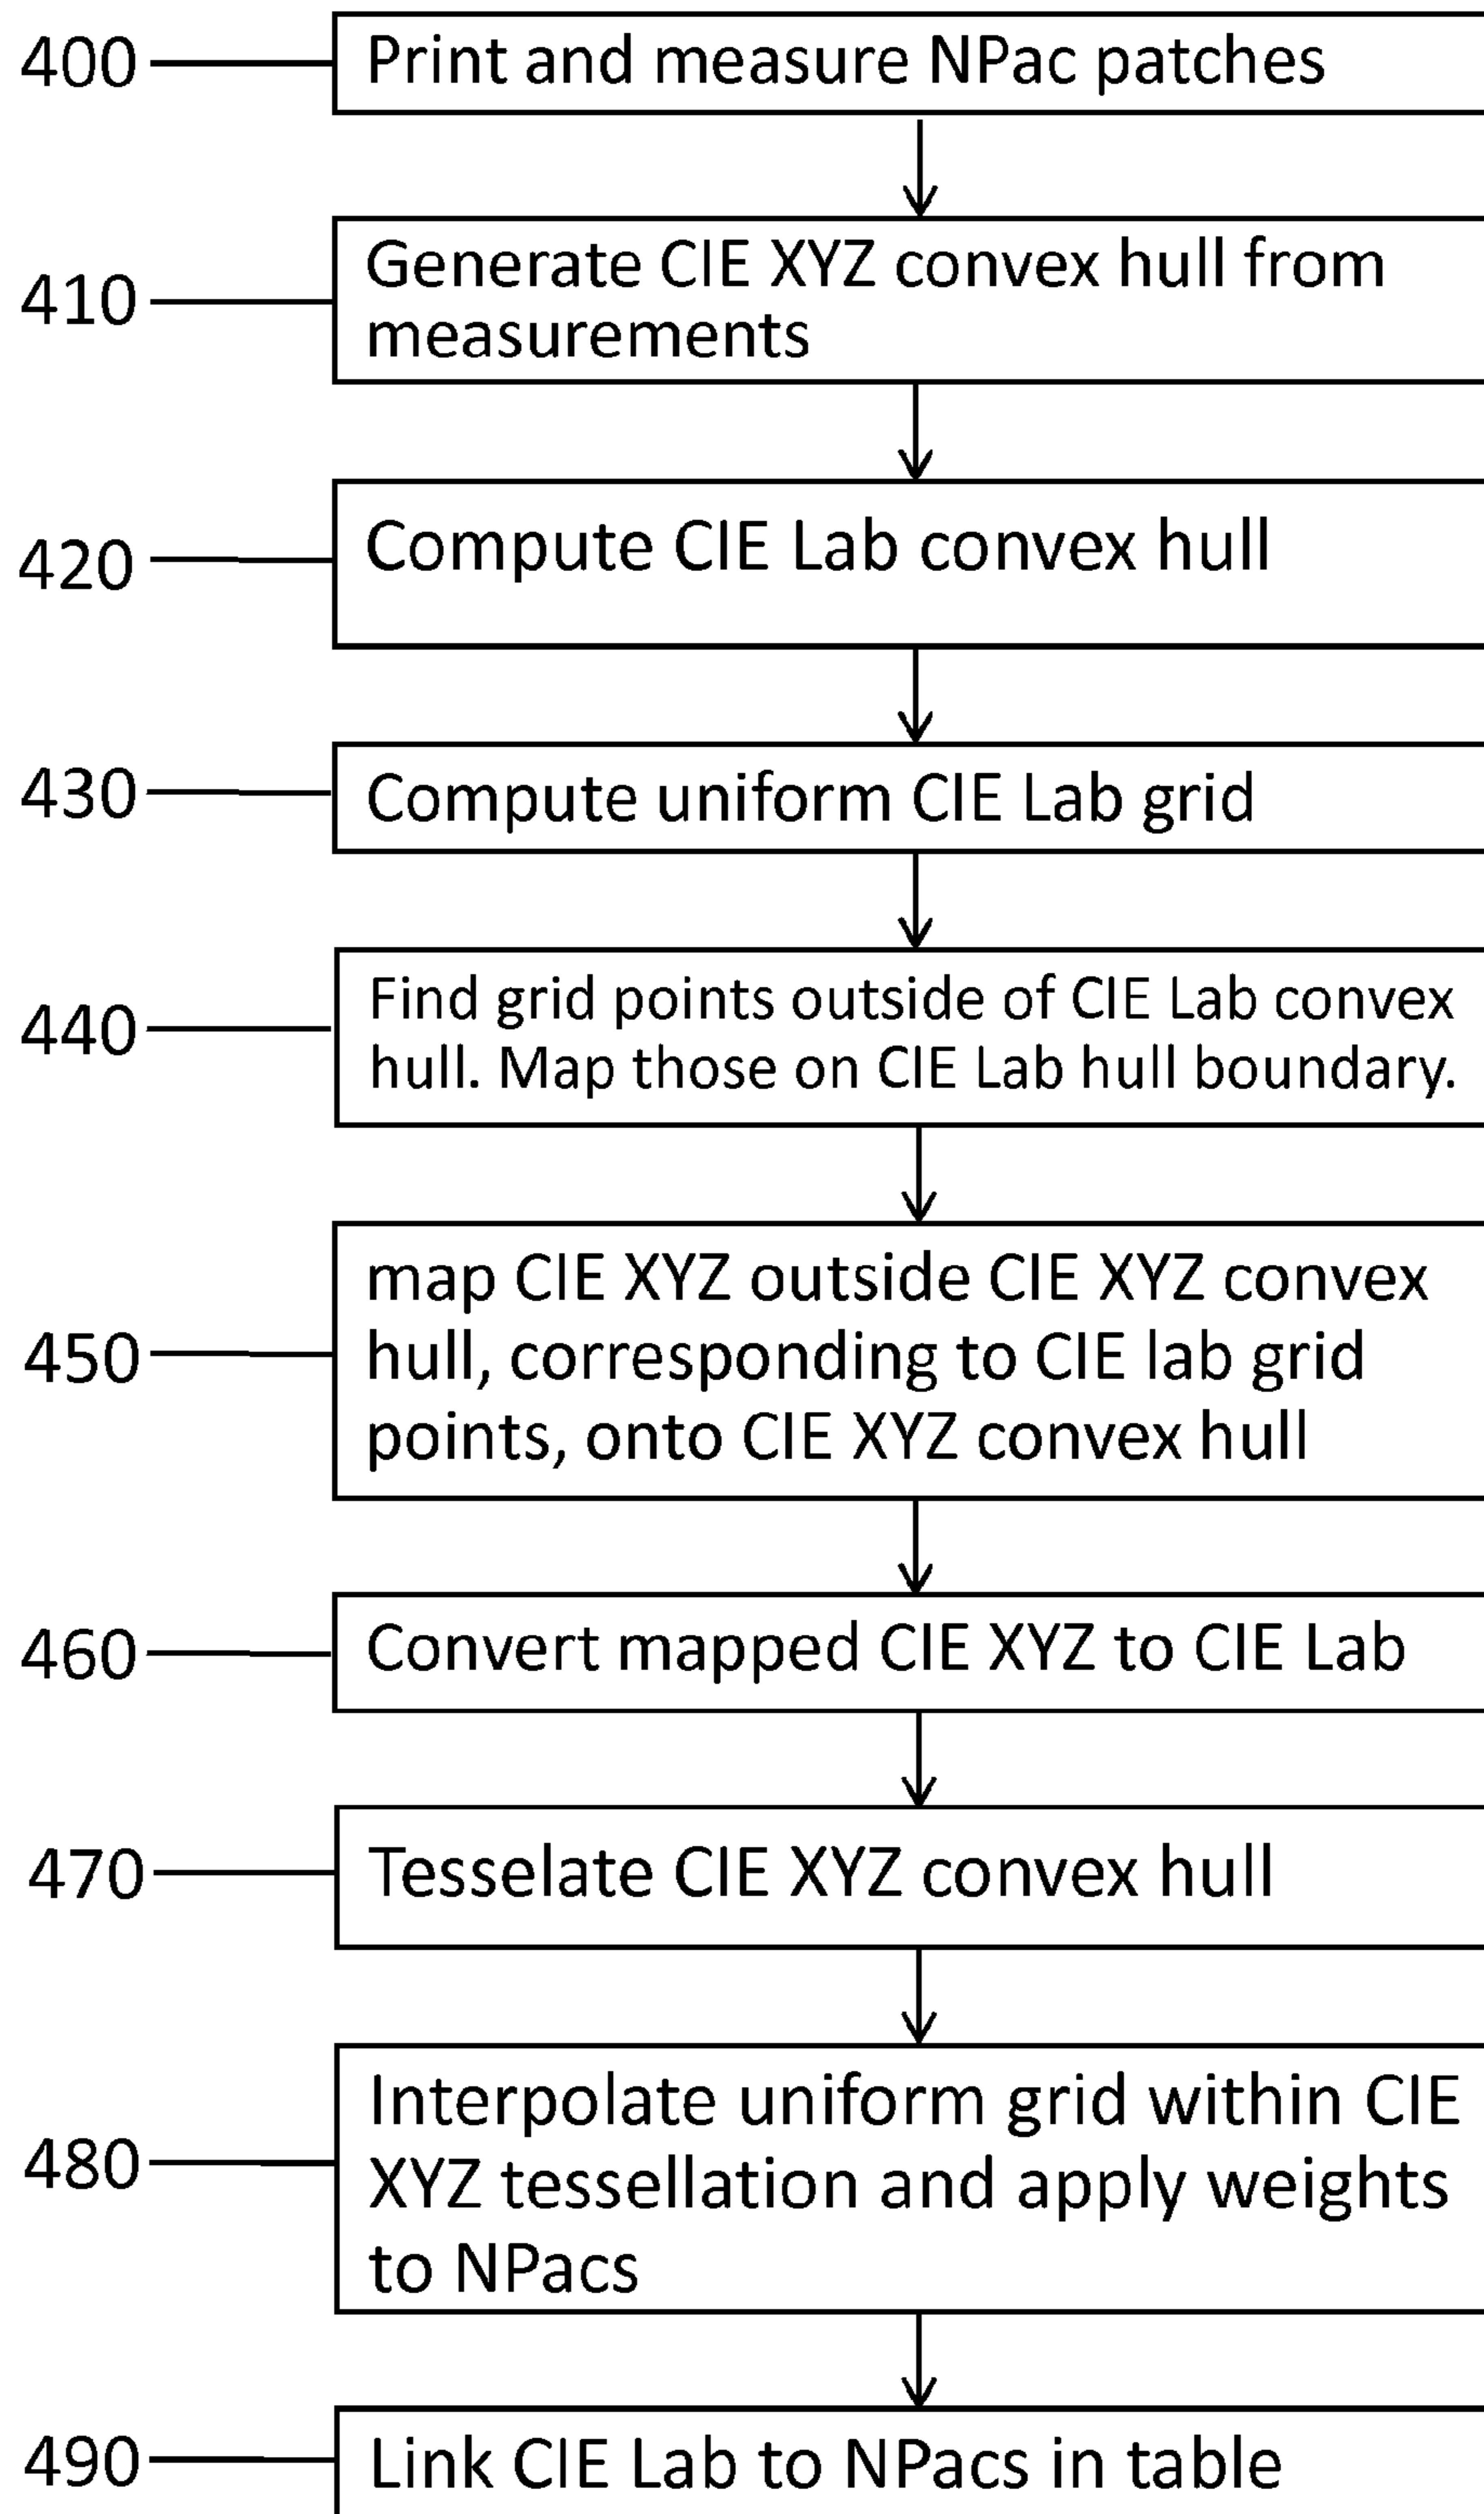 400 Print and measure NPac patches
410 Generate CIE XYZ convex hull from
measurements
420 Compute CIE Lab convex hull
430 Compute uniform CIE Lab grid
440 Find grid points outside of CIE Lab convex
hull. Map those on CIE Lab hull boundary.
450 map CIE XYZ outside CIE XYZ convex
hull, corresponding to CIE lab grid
points, onto CIE XYZ convex hull
460 Convert mapped CIE XYZ to CIE Lab
470 Tesselate CIE XYZ convex hull
480 Interpolate uniform grid within CIE
XYZ tessellation and apply weights
to NPacs
490 Link CIE Lab to NPacs in table